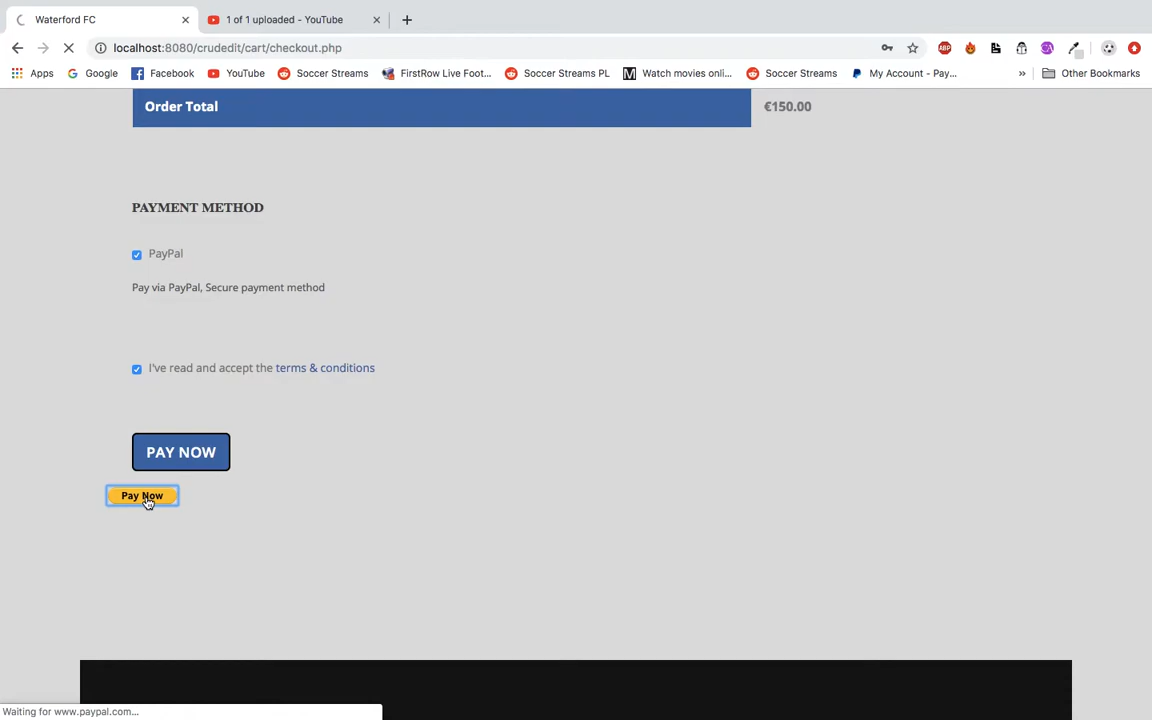 Waterford FC
1 of 1 uploaded - YouTube
localhost:8080/crudedit/cart/checkout.php
ABP
Apps
Google
Facebook
YouTube
Soccer Streams
FirstRow Live Foot...
Soccer Streams PL
M Watch movies onli...
Soccer Streams
My Account - Pay...
»
Other Bookmarks
Order Total €150.00
PAYMENT METHOD
PayPal
Pay via PayPal, Secure payment method
I've read and accept the terms & conditions
PAY NOW
Pay Now
Waiting for www.paypal.com...